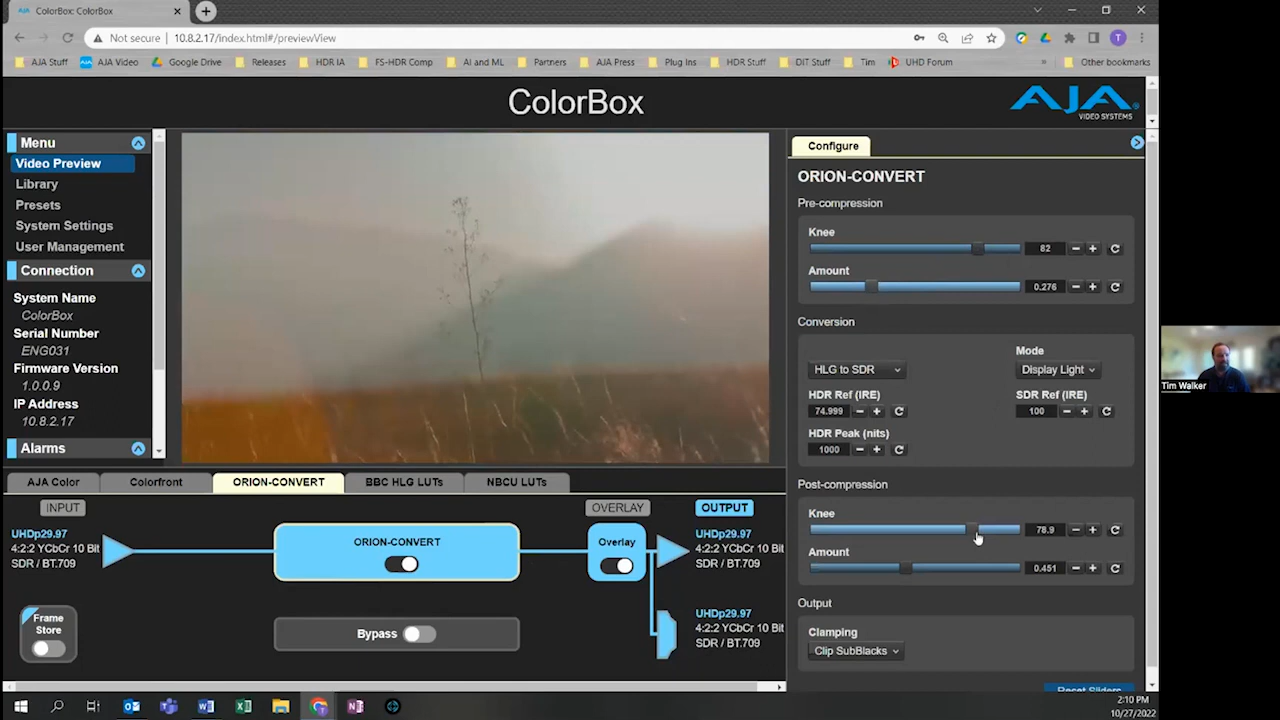 ColorBox: ColorBox
Not secure | 10.8.2.17/index.html#/previewView
T
AJA Stuff AJA Video Google Drive Releases HDR IA FS-HDR Comp AI and ML Partners AJA Press Plug Ins HDR Stuff DIT Stuff Tim UHD Forum » Other bookmarks
ColorBox
AJA
VIDEO SYSTEMS
Menu
Video Preview
Library
Presets
System Settings
User Management
Connection
System Name
ColorBox
Serial Number
ENG031
Firmware Version
1.0.0.9
IP Address
10.8.2.17
Alarms
Configure
ORION-CONVERT
Pre-compression
Knee
82
Amount
0.276
Conversion
Mode
HLG to SDR Display Light
HDR Ref (IRE) SDR Ref (IRE)
74.999 100
HDR Peak (nits)
1000
Post-compression
Knee
78.9
Amount
0.451
Output
Clamping
Clip SubBlacks
Reset Sliders
AJA Color Colorfront ORION-CONVERT BBC HLG LUTs NBCU LUTs
INPUT OVERLAY OUTPUT
UHDp29.97
4:2:2 YCbCr 10 Bit
SDR / BT.709
ORION-CONVERT
Overlay
UHDp29.97
4:2:2 YCbCr 10 Bit
SDR / BT.709
Frame
Store
Bypass
UHDp29.97
4:2:2 YCbCr 10 Bit
SDR / BT.709
Tim Walker
2:10 PM
10/27/2022